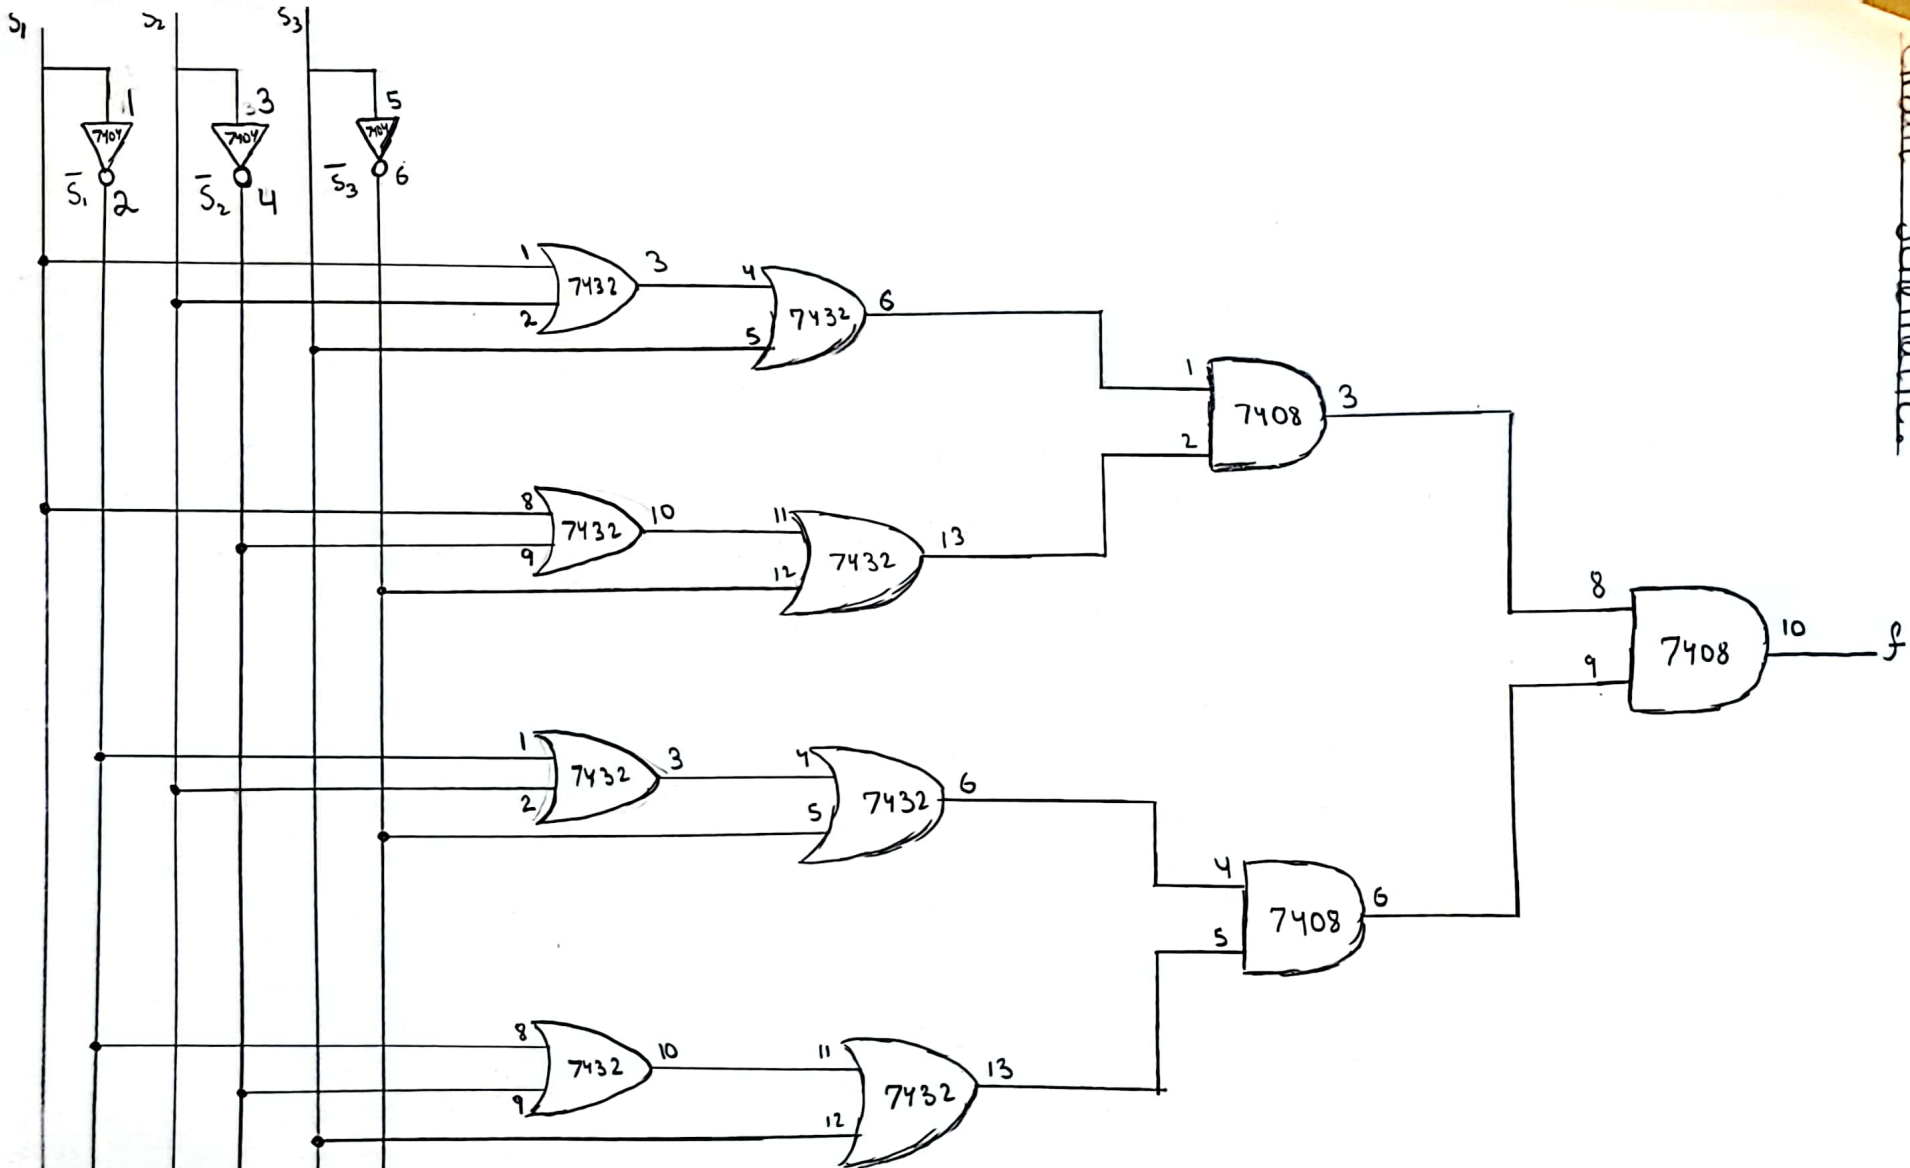 S1 S2 S3
1 3 5
7404 7404 7404
S̅1 2 S̅2 4 S̅3 6
1 2 7432 3
4 5 7432 6
1 2 7408 3
8 9 7432 10
11 12 7432 13
8 9 7408 10 f
1 2 7432 3
4 5 7432 6
4 5 7408 6
8 9 7432 10
11 12 7432 13